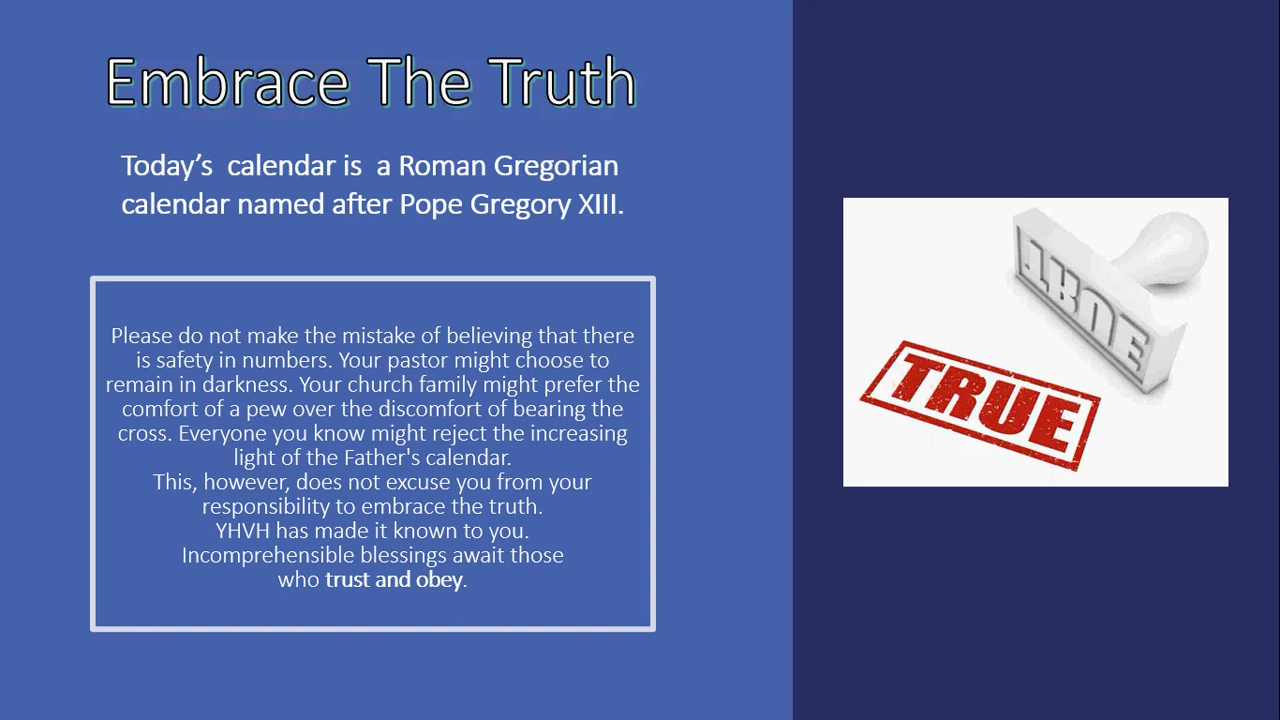 Embrace The Truth
Today’s  calendar is  a Roman Gregorian
calendar named after Pope Gregory XIII.
Please do not make the mistake of believing that there
is safety in numbers. Your pastor might choose to
remain in darkness. Your church family might prefer the
comfort of a pew over the discomfort of bearing the
cross. Everyone you know might reject the increasing
light of the Father's calendar.
This, however, does not excuse you from your
responsibility to embrace the truth.
YHVH has made it known to you.
Incomprehensible blessings await those
who trust and obey.
TRUE
TRUE